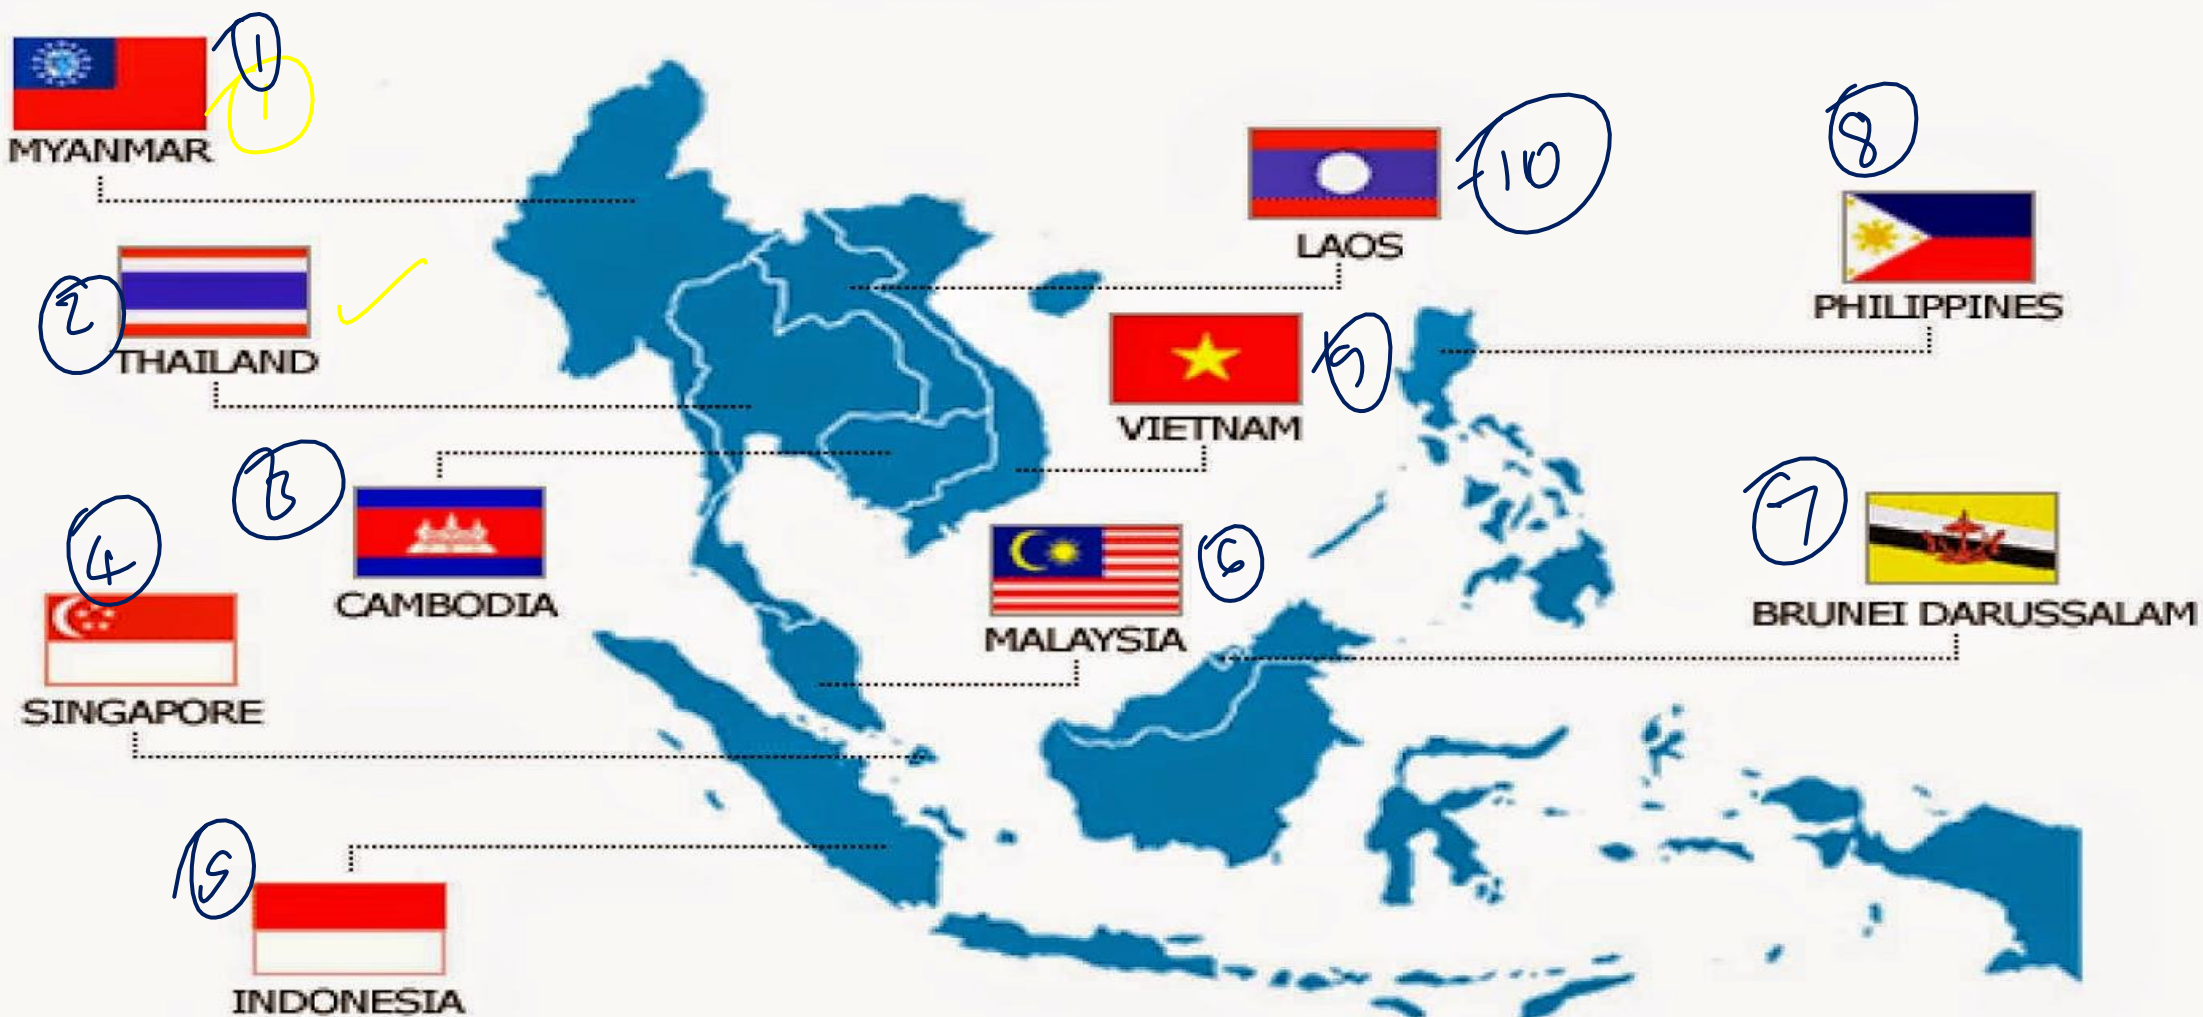 1
1
MYANMAR
2
THAILAND
3
CAMBODIA
4
SINGAPORE
5
INDONESIA
10
LAOS
9
VIETNAM
6
MALAYSIA
8
PHILIPPINES
7
BRUNEI DARUSSALAM